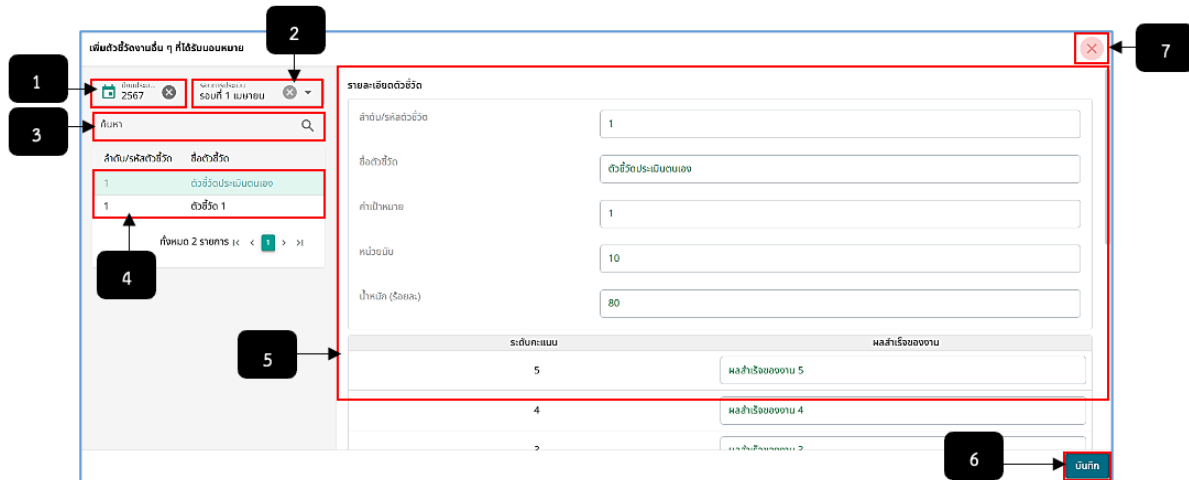 2
เพิ่มตัวชี้วัดงานอื่น ๆ ที่ได้รับมอบหมาย
7
1
2567
รอบที่ 1 เมษายน
รายละเอียดตัวชี้วัด
3
ค้นหา
ลำดับ/รหัสตัวชี้วัด
1
ลำดับ/รหัสตัวชี้วัด ชื่อตัวชี้วัด
ชื่อตัวชี้วัด
ตัวชี้วัดประเมินตนเอง
1 ตัวชี้วัดประเมินตนเอง
1 ตัวชี้วัด 1
ค่าเป้าหมาย
1
ทั้งหมด 2 รายการ 1
หน่วยนับ
10
4
น้ำหนัก (ร้อยละ)
80
ระดับคะแนน ผลสำเร็จของงาน
5
5 ผลสำเร็จของงาน 5
4 ผลสำเร็จของงาน 4
6
บันทึก